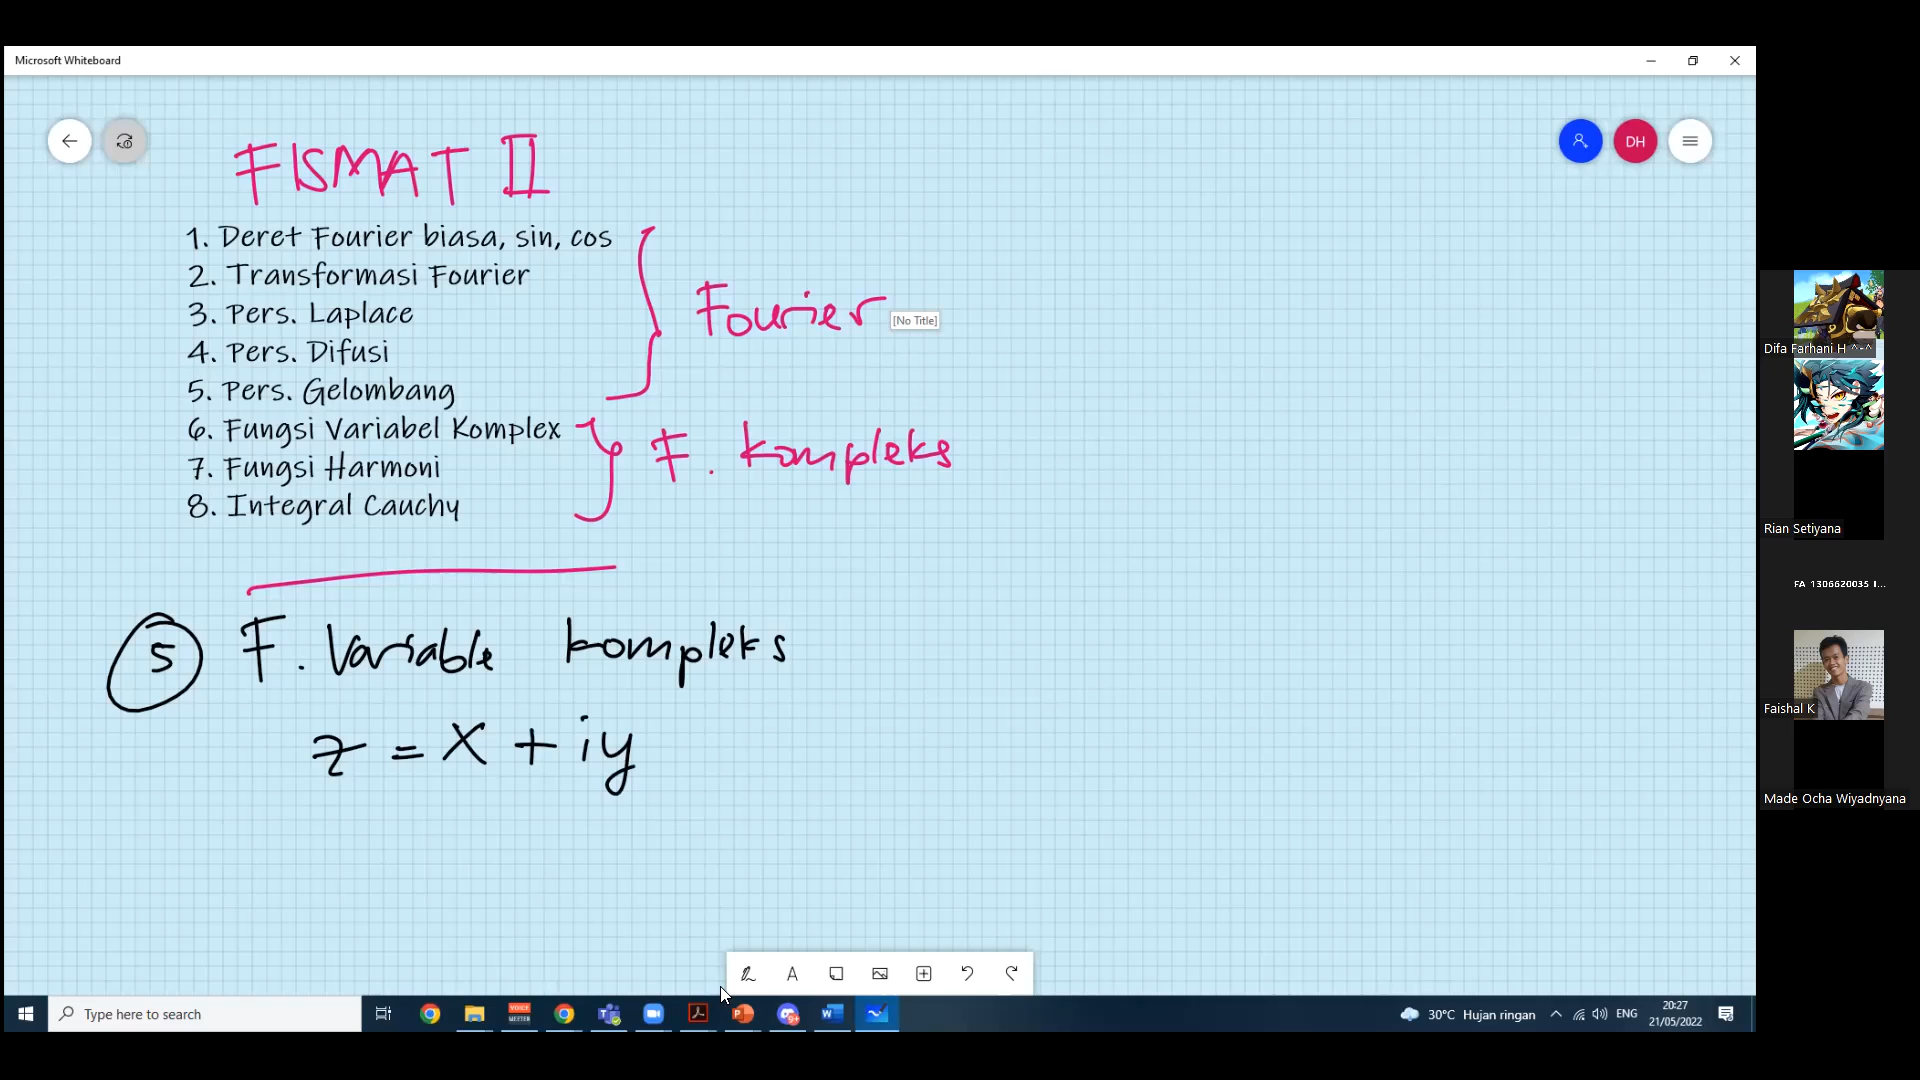 Microsoft Whiteboard
DH
FISMAT II
1. Deret Fourier biasa, sin, cos
2. Transformasi Fourier
3. Pers. Laplace
4. Pers. Difusi
5. Pers. Gelombang
6. Fungsi Variabel Komplex
7. Fungsi Harmoni
8. Integral Cauchy
Fourier
[No Title]
F. kompleks
5 F. Variable kompleks
z = x + iy
Difa Farhani H ^-^
Rian Setiyana
FA_1306620035_I...
Faishal K
Made Ocha Wiyadnyana
Type here to search
VOICE
MEETER
30°C Hujan ringan
ENG
20:27
21/05/2022